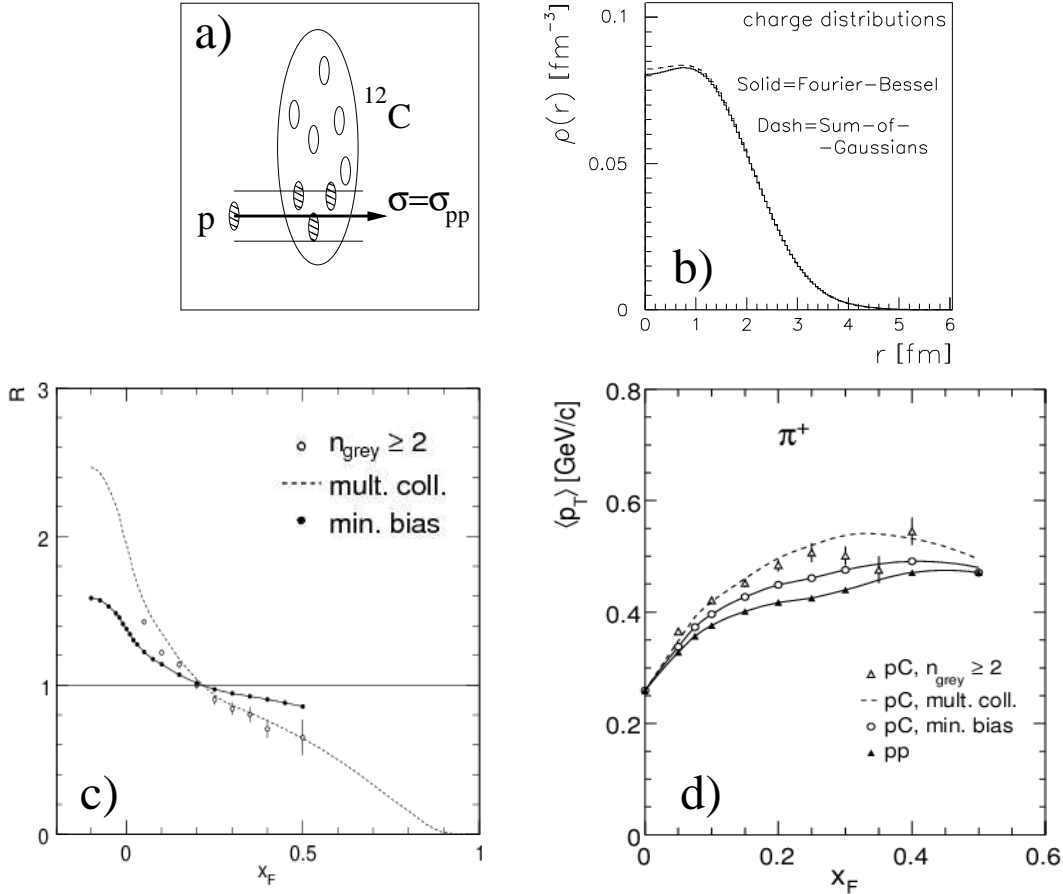 a)
¹²C
p
σ=σ_pp
ρ(r) [fm⁻³]
0.1
0.05
0
charge distributions
Solid=Fourier-Bessel
Dash=Sum-of-
-Gaussians
b)
0 1 2 3 4 5 6
r [fm]
R
3
2
1
0
n_grey ≥ 2
mult. coll.
min. bias
c)
0 0.5 1
x_F
⟨p_T⟩ [GeV/c]
0.8
0.6
0.4
0.2
0
π⁺
pC, n_grey ≥ 2
pC, mult. coll.
pC, min. bias
pp
d)
0 0.2 0.4 0.6
x_F